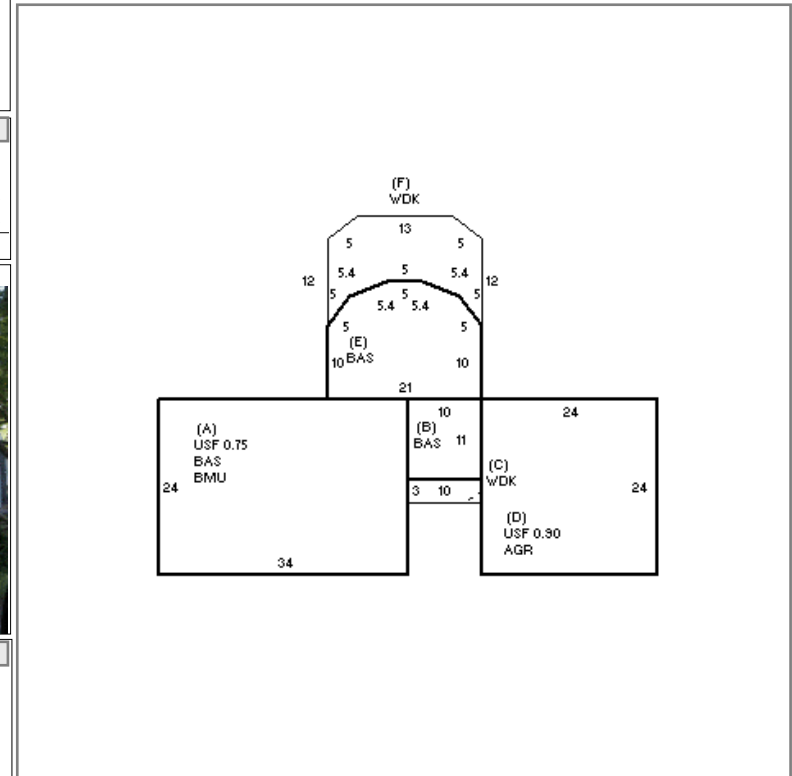 (F)
WDK
13
5 5
5.4 5 5.4
12 12
5 5 5
5.4 5.4
5 5
(E)
BAS
10 10
21
10 24
(A)
USF 0.75
BAS
BMU
(B)
BAS 11
(C)
WDK
24 24
3 10
(D)
USF 0.90
AGR
34